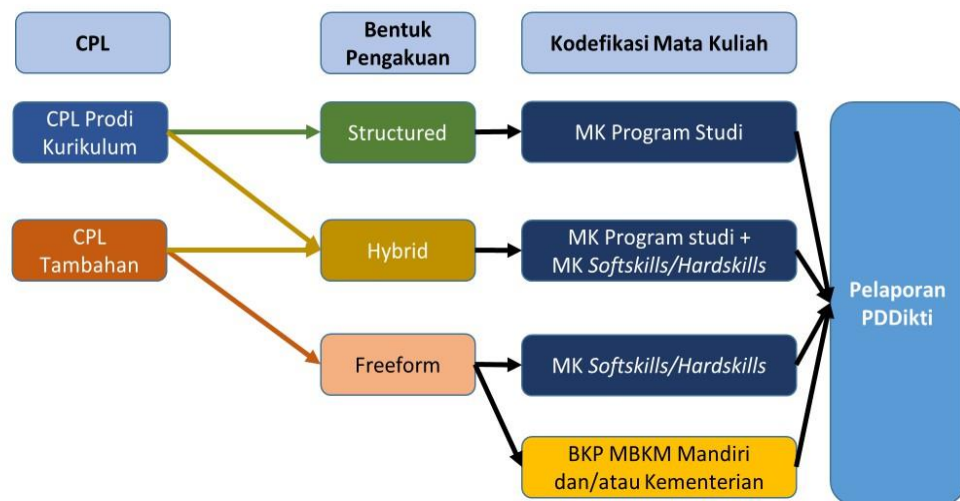 CPL
Bentuk
Pengakuan
Kodefikasi Mata Kuliah
CPL Prodi
Kurikulum
Structured
MK Program Studi
CPL
Tambahan
Hybrid
MK Program studi +
MK Softskills/Hardskills
Pelaporan
PDDikti
Freeform
MK Softskills/Hardskills
BKP MBKM Mandiri
dan/atau Kementerian